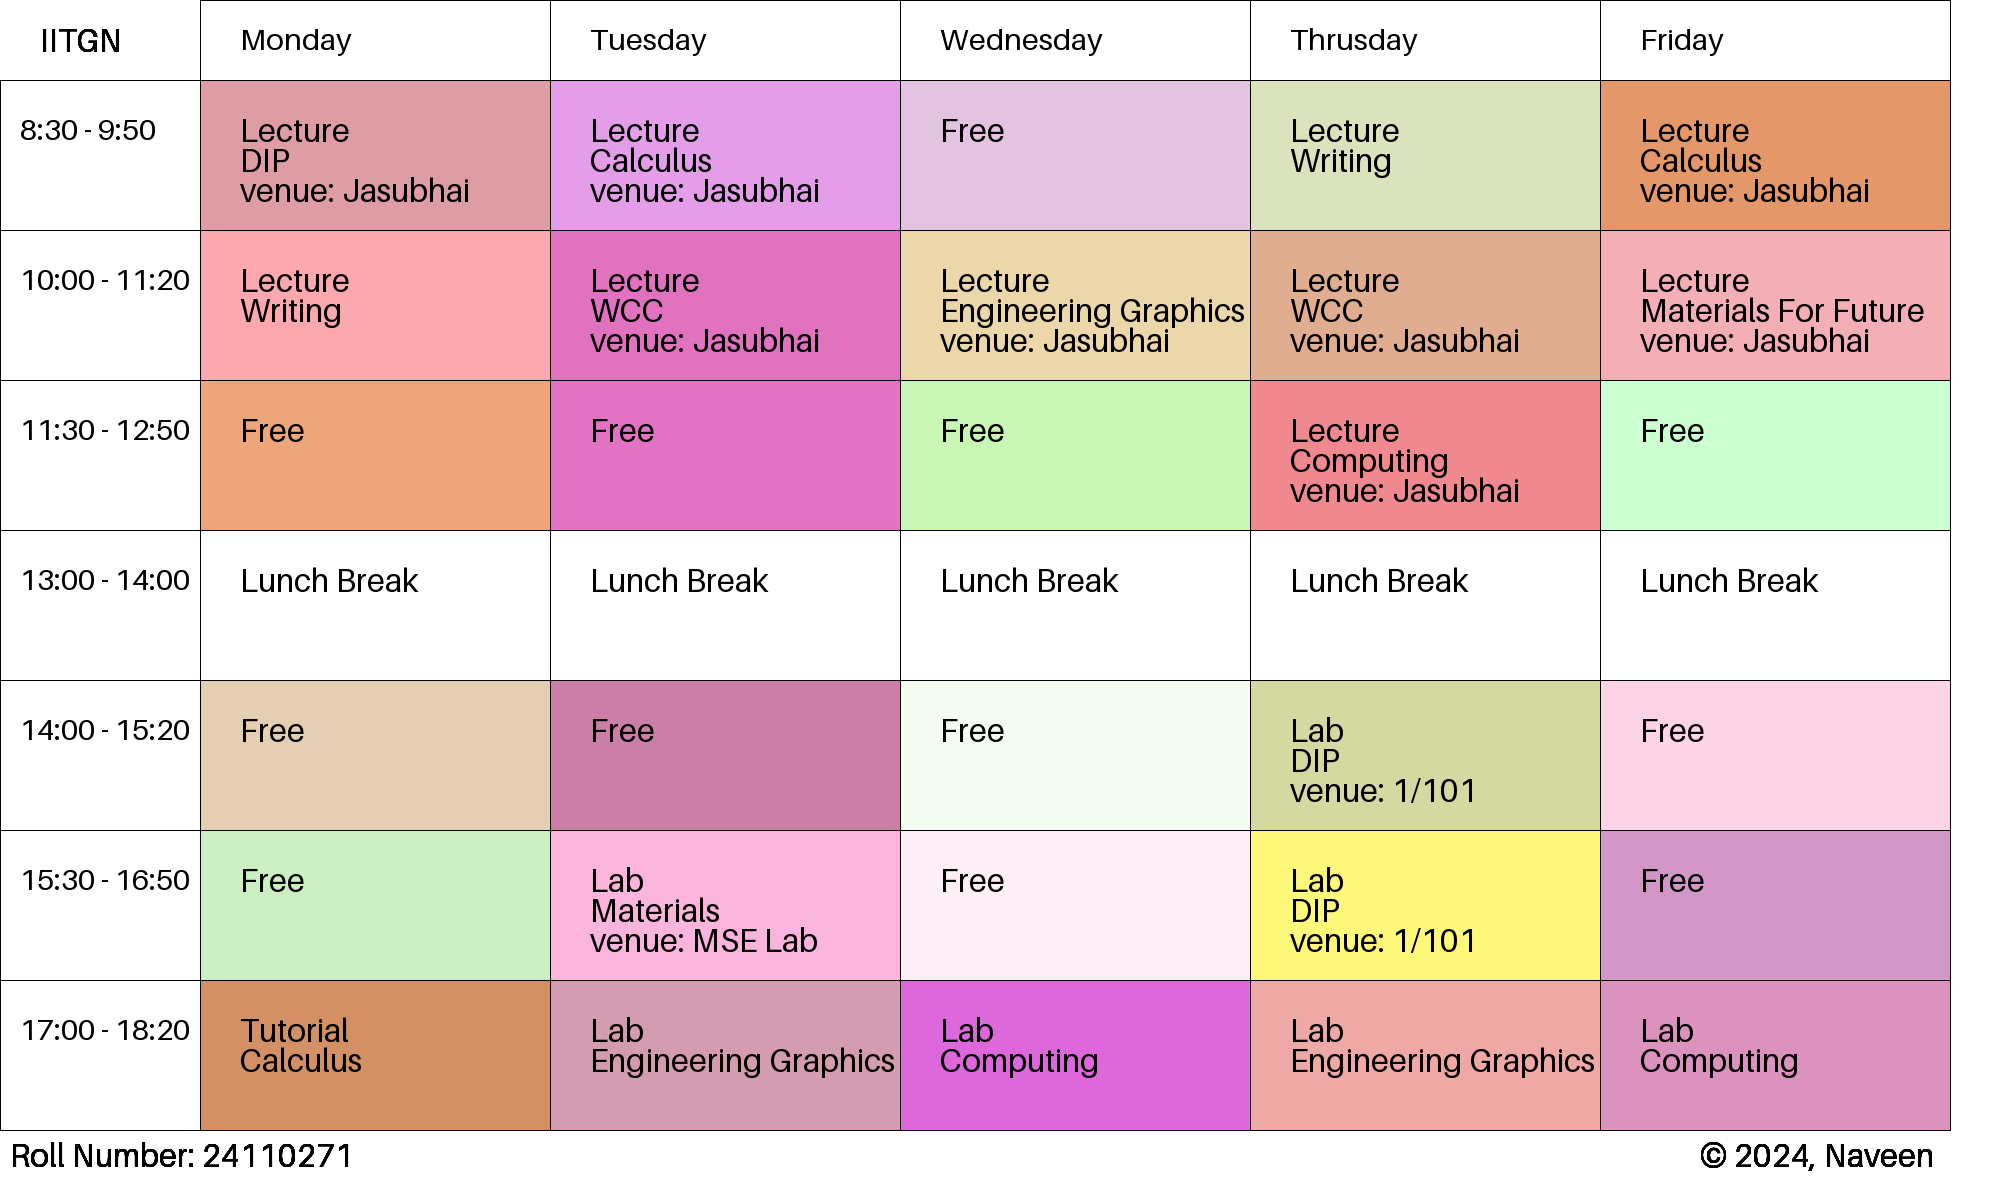 IITGN Monday Tuesday Wednesday Thrusday Friday
8:30 - 9:50
Lecture
DIP
venue: Jasubhai
Lecture
Calculus
venue: Jasubhai
Free
Lecture
Writing
Lecture
Calculus
venue: Jasubhai
10:00 - 11:20
Lecture
Writing
Lecture
WCC
venue: Jasubhai
Lecture
Engineering Graphics
venue: Jasubhai
Lecture
WCC
venue: Jasubhai
Lecture
Materials For Future
venue: Jasubhai
11:30 - 12:50
Free
Free
Free
Lecture
Computing
venue: Jasubhai
Free
13:00 - 14:00
Lunch Break
Lunch Break
Lunch Break
Lunch Break
Lunch Break
14:00 - 15:20
Free
Free
Free
Lab
DIP
venue: 1/101
Free
15:30 - 16:50
Free
Lab
Materials
venue: MSE Lab
Free
Lab
DIP
venue: 1/101
Free
17:00 - 18:20
Tutorial
Calculus
Lab
Engineering Graphics
Lab
Computing
Lab
Engineering Graphics
Lab
Computing
Roll Number: 24110271
© 2024, Naveen